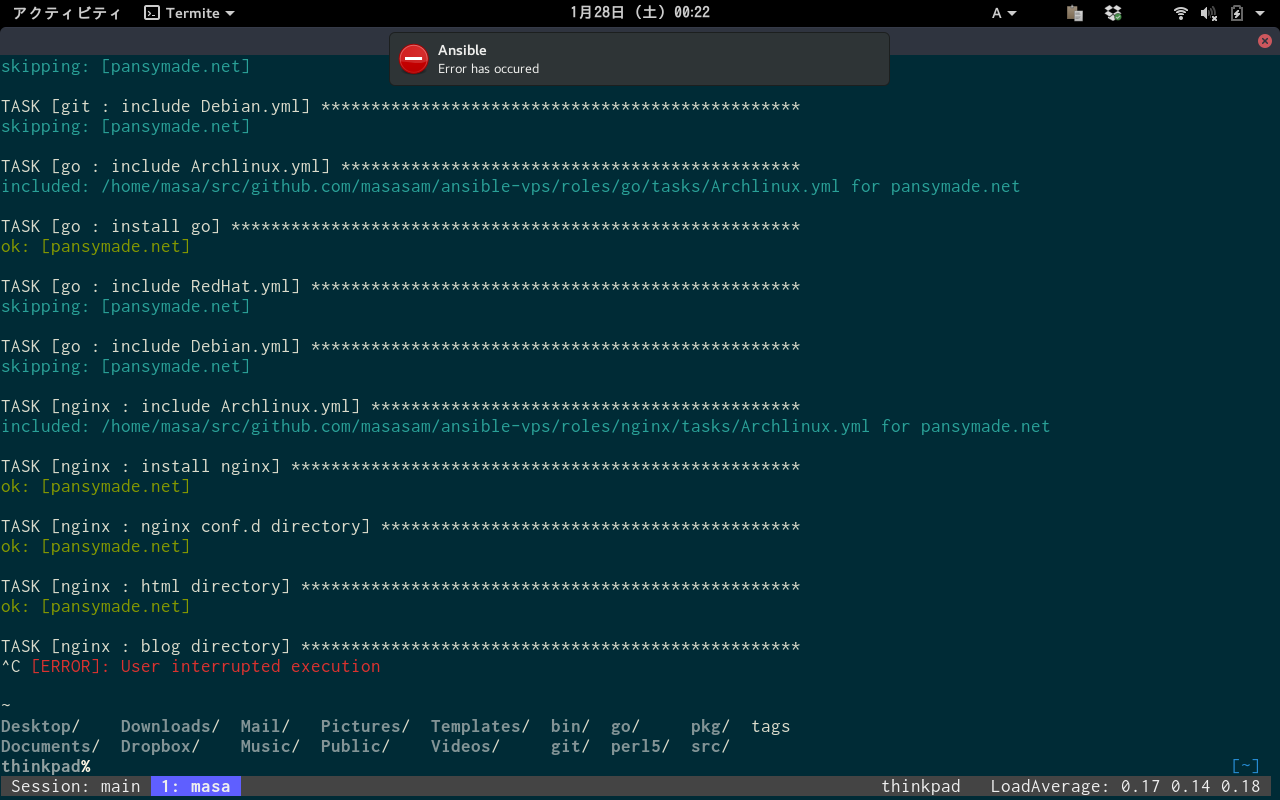 アクティビティ Termite 1月28日 (土) 00:22 A
Ansible
Error has occured
skipping: [pansymade.net]
TASK [git : include Debian.yml] ************************************************
skipping: [pansymade.net]
TASK [go : include Archlinux.yml] **********************************************
included: /home/masa/src/github.com/masasam/ansible-vps/roles/go/tasks/Archlinux.yml for pansymade.net
TASK [go : install go] *********************************************************
ok: [pansymade.net]
TASK [go : include RedHat.yml] *************************************************
skipping: [pansymade.net]
TASK [go : include Debian.yml] *************************************************
skipping: [pansymade.net]
TASK [nginx : include Archlinux.yml] *******************************************
included: /home/masa/src/github.com/masasam/ansible-vps/roles/nginx/tasks/Archlinux.yml for pansymade.net
TASK [nginx : install nginx] ***************************************************
ok: [pansymade.net]
TASK [nginx : nginx conf.d directory] ******************************************
ok: [pansymade.net]
TASK [nginx : html directory] **************************************************
ok: [pansymade.net]
TASK [nginx : blog directory] **************************************************
^C [ERROR]: User interrupted execution
~
Desktop/ Downloads/ Mail/ Pictures/ Templates/ bin/ go/ pkg/ tags
Documents/ Dropbox/ Music/ Public/ Videos/ git/ perl5/ src/
thinkpad% [~]
Session: main 1: masa thinkpad LoadAverage: 0.17 0.14 0.18